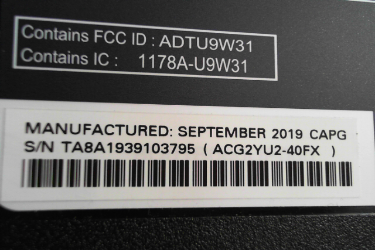 Contains FCC ID : ADTU9W31
Contains IC : 1178A-U9W31
MANUFACTURED: SEPTEMBER 2019 CAPG
S/N TA8A1939103795 ( ACG2YU2-40FX )